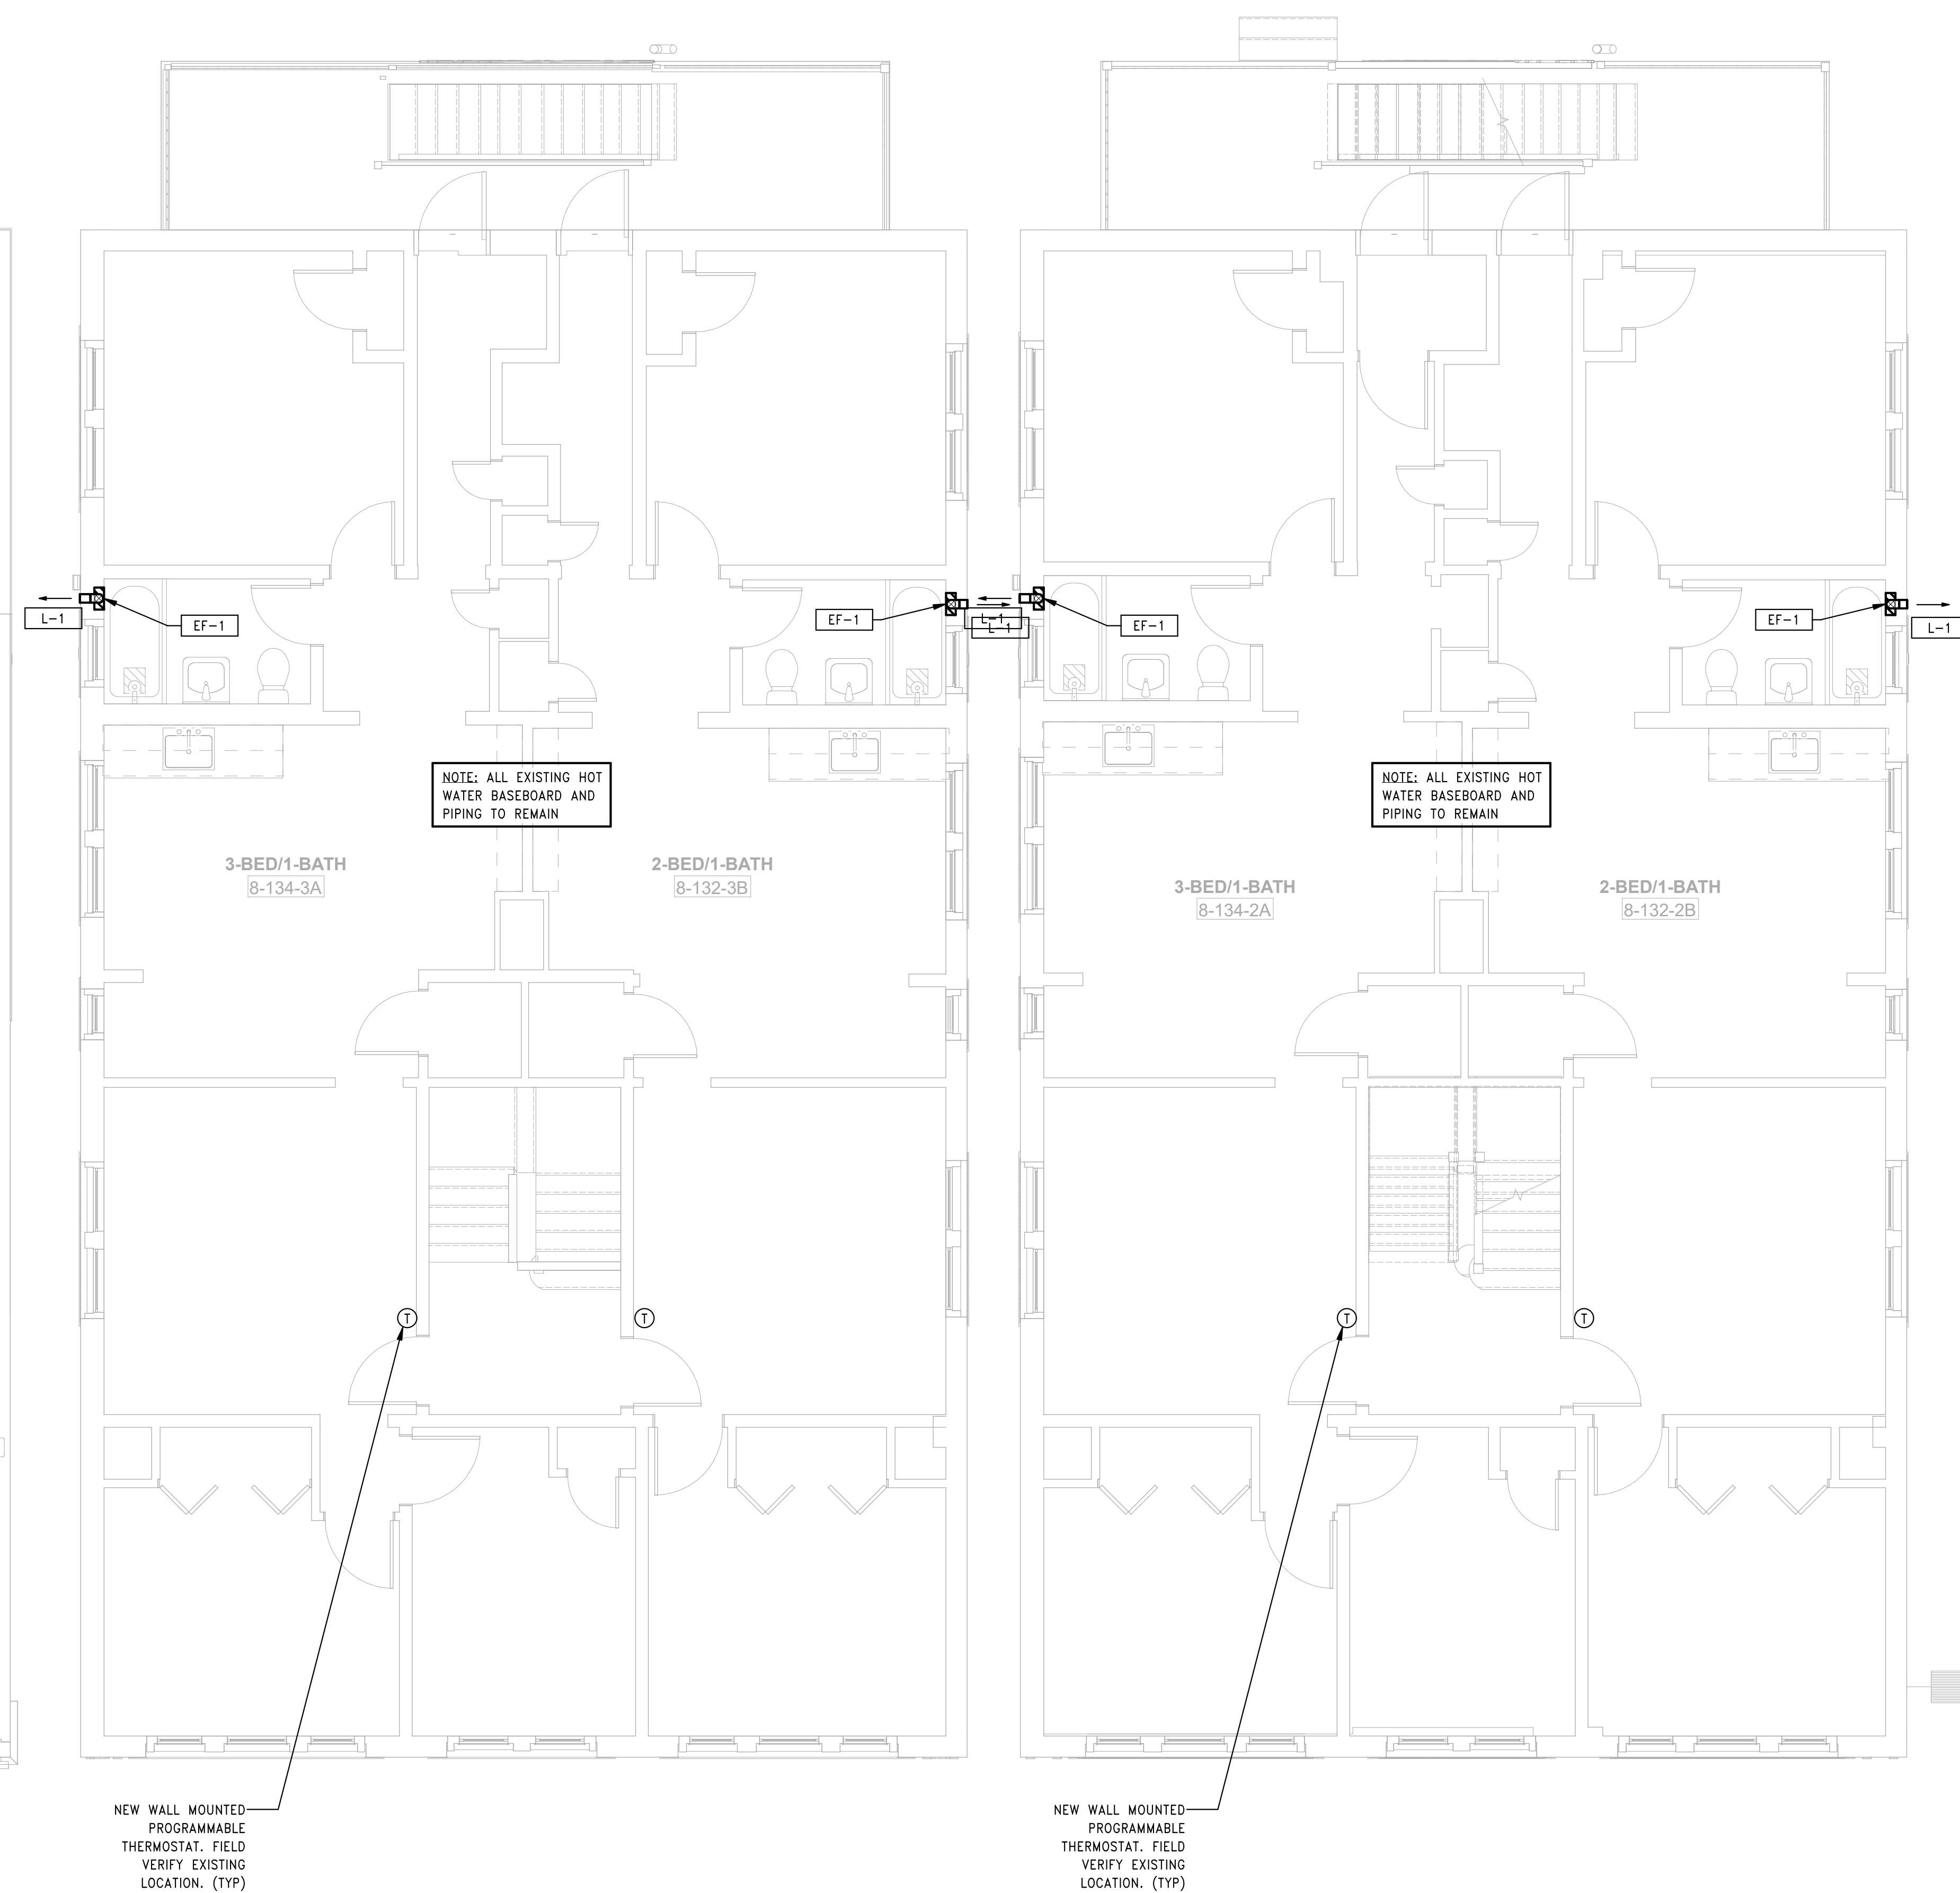 L-1
EF-1
EF-1
L-1
L-1
EF-1
EF-1
L-1
NOTE: ALL EXISTING HOT
WATER BASEBOARD AND
PIPING TO REMAIN
NOTE: ALL EXISTING HOT
WATER BASEBOARD AND
PIPING TO REMAIN
3-BED/1-BATH
8-134-3A
2-BED/1-BATH
8-132-3B
3-BED/1-BATH
8-134-2A
2-BED/1-BATH
8-132-2B
T
T
T
T
NEW WALL MOUNTED
PROGRAMMABLE
THERMOSTAT. FIELD
VERIFY EXISTING
LOCATION. (TYP)
NEW WALL MOUNTED
PROGRAMMABLE
THERMOSTAT. FIELD
VERIFY EXISTING
LOCATION. (TYP)